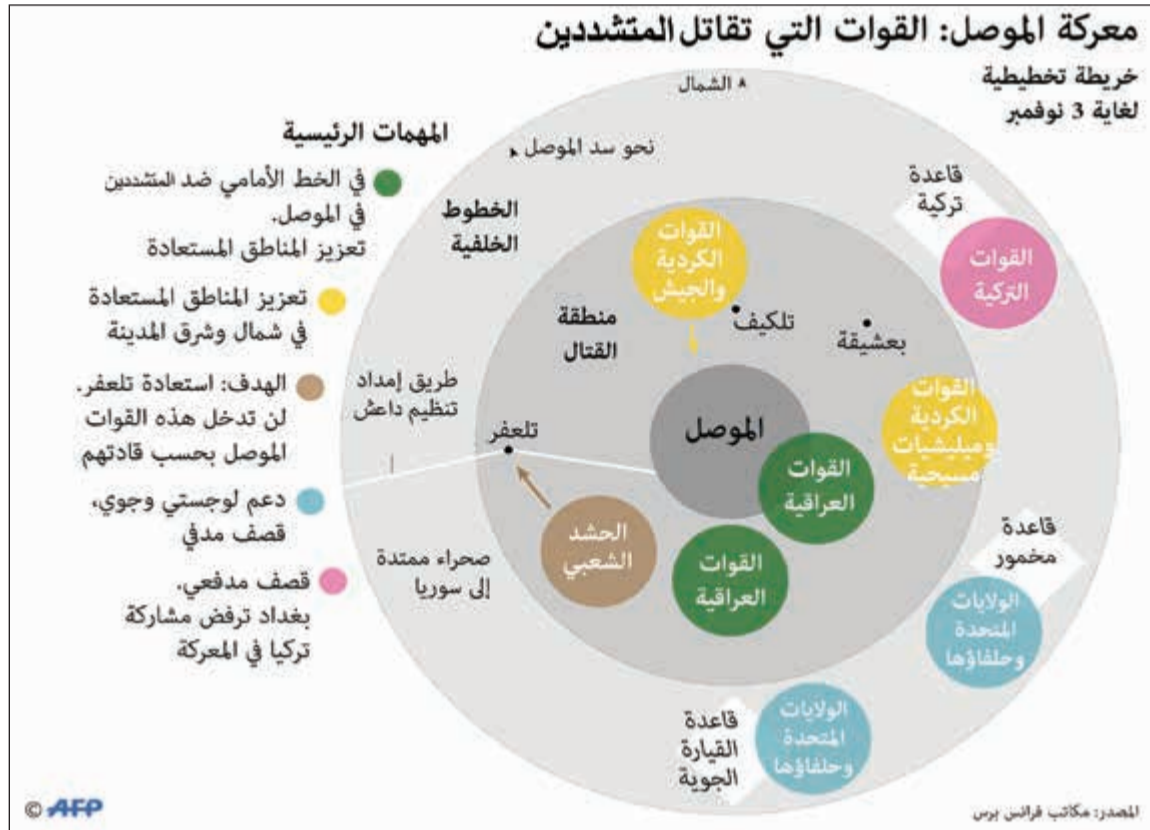 معركة الموصل: القوات التي تقاتل المتشددين
خريطة تخطيطية
لغاية 3 نوفمبر
الشمال
نحو سد الموصل
المهمات الرئيسية
في الخط الأمامي ضد المتشددين
في الموصل.
تعزيز المناطق المستعادة
تعزيز المناطق المستعادة
في شمال وشرق المدينة
الهدف: استعادة تلعفر.
لن تدخل هذه القوات
الموصل بحسب قادتهم
دعم لوجستي وجوي،
قصف مدفي
قصف مدفعي.
بغداد ترفض مشاركة
تركيا في المعركة
الخطوط
الخلفية
منطقة
القتال
قاعدة
تركية
القوات
التركية
القوات
الكردية
والجيش
تلكيف
بعشيقة
القوات
الكردية
وميليشيات
مسيحية
الموصل
القوات
العراقية
القوات
العراقية
طريق إمداد
تنظيم داعش
تلعفر
الحشد
الشعبي
صحراء ممتدة
إلى سوريا
قاعدة
مخمور
الولايات
المتحدة
وحلفاؤها
قاعدة
القيارة
الجوية
الولايات
المتحدة
وحلفاؤها
المصدر: مكاتب فرانس برس
© AFP